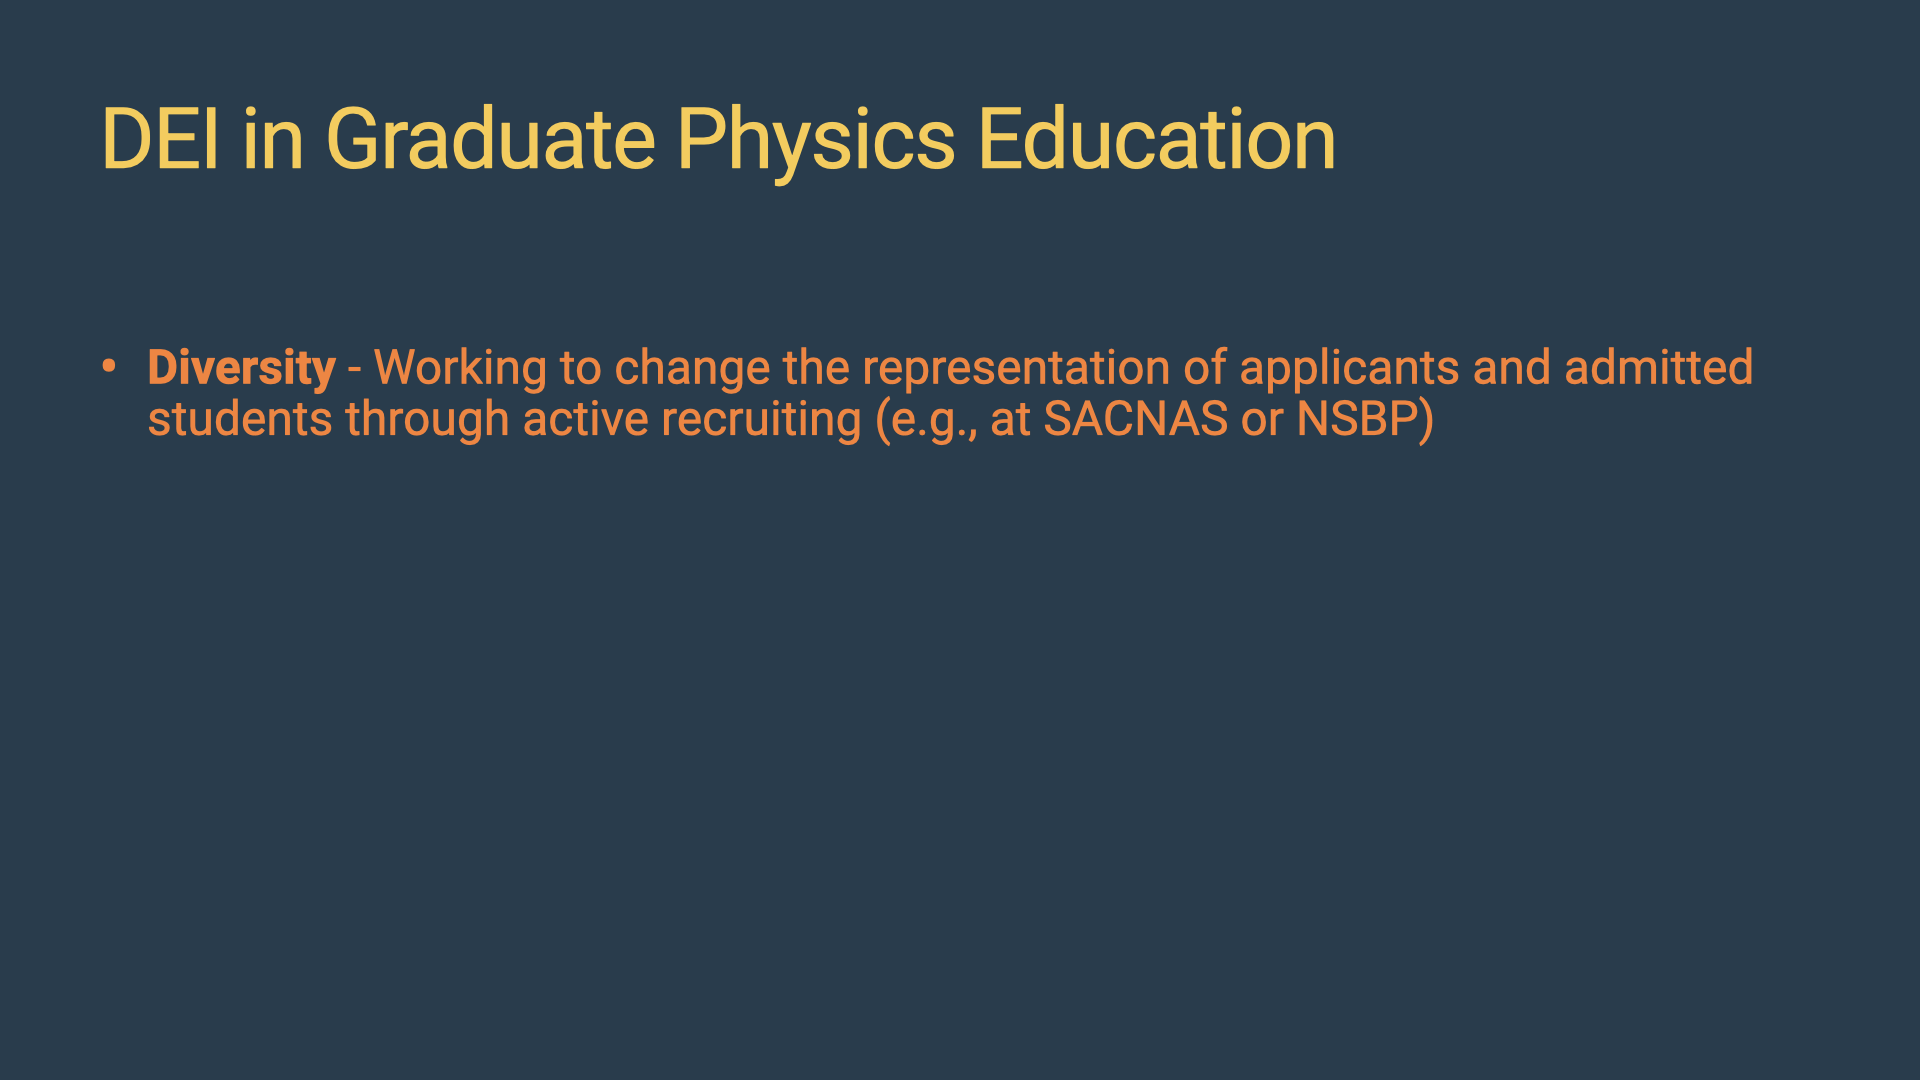 DEI in Graduate Physics Education
• Diversity - Working to change the representation of applicants and admitted
students through active recruiting (e.g., at SACNAS or NSBP)